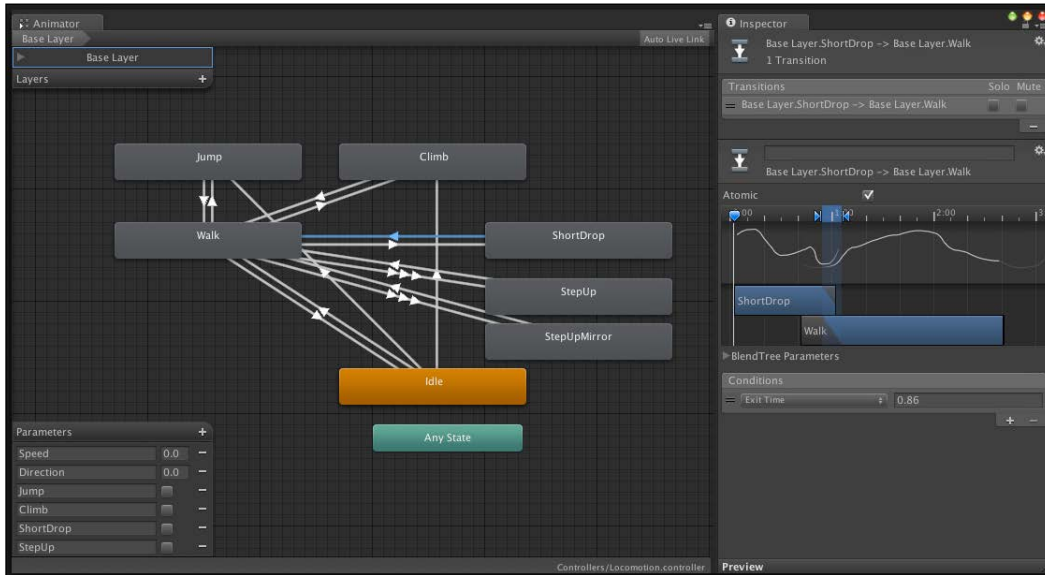 Animator
Base Layer
Auto Live Link
Base Layer
Layers
Jump
Climb
Walk
ShortDrop
StepUp
StepUpMirror
Idle
Any State
Parameters
Speed 0.0
Direction 0.0
Jump
Climb
ShortDrop
StepUp
Controllers/Locomotion.controller
Inspector
Base Layer.ShortDrop -> Base Layer.Walk
1 Transition
Transitions Solo Mute
Base Layer.ShortDrop -> Base Layer.Walk
Base Layer.ShortDrop -> Base Layer.Walk
Atomic
2:00
ShortDrop
Walk
BlendTree Parameters
Conditions
Exit Time 0.86
Preview